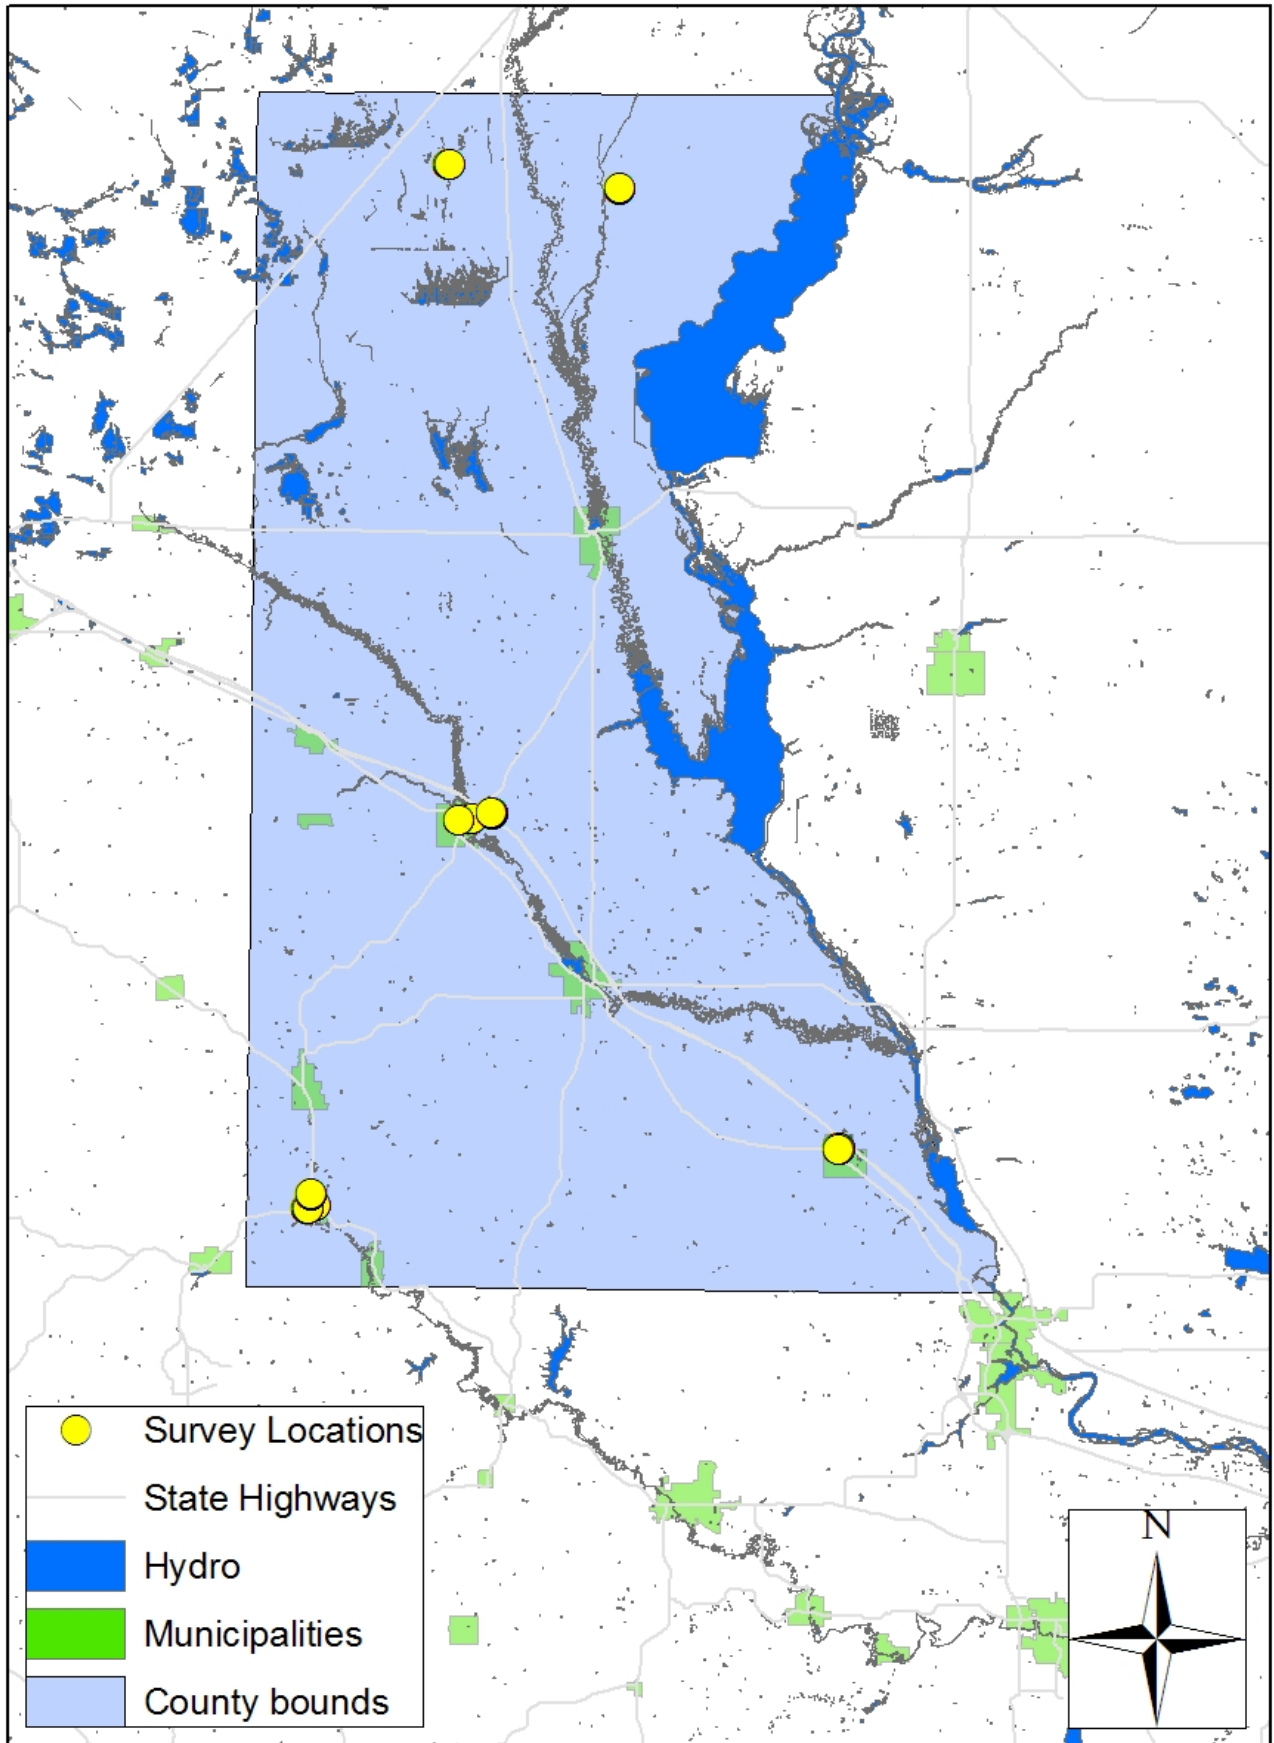 Survey Locations
State Highways
Hydro
Municipalities
County bounds
N